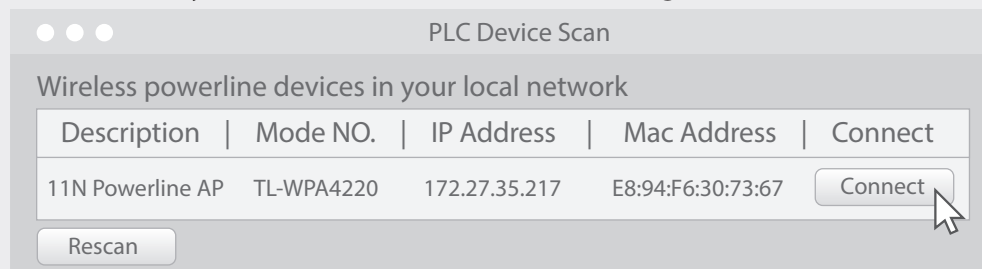 PLC Device Scan
Wireless powerline devices in your local network
Description | Mode NO. | IP Address | Mac Address | Connect
11N Powerline AP TL-WPA4220 172.27.35.217 E8:94:F6:30:73:67 Connect
Rescan